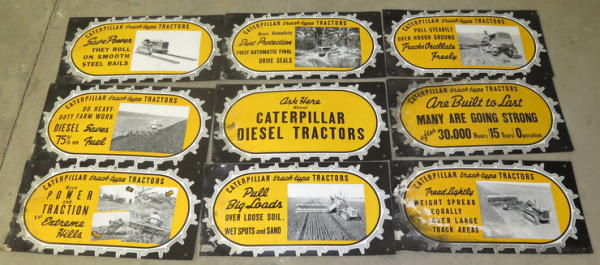 CATERPILLAR track-type TRACTORS
Save Power
THEY ROLL
ON SMOOTH
STEEL RAILS
CATERPILLAR track-type TRACTORS
Have Complete
Dust Protection
FULLY AUTOMATIC FINAL
DRIVE SEALS
CATERPILLAR track-type TRACTORS
PULL STEADILY
OVER ROUGH GROUNDS
Tracks Oscillate
Freely
CATERPILLAR track-type TRACTORS
DO HEAVY
DUTY FARM WORK
DIESEL Saves
75% on Fuel
Ask Here
About
CATERPILLAR
DIESEL TRACTORS
CATERPILLAR track-type TRACTORS
Are Built to Last
MANY ARE GOING STRONG
After 30,000 Hours 15 Years Operation
CATERPILLAR track-type TRACTORS
Have
POWER
and
TRACTION
For Extreme
Hills
CATERPILLAR track-type TRACTORS
Pull
Big Loads
OVER LOOSE SOIL,
WET SPOTS and SAND
CATERPILLAR track-type TRACTORS
Tread Lightly
WEIGHT SPREAD
EQUALLY
OVER LARGE
TRACK AREAS